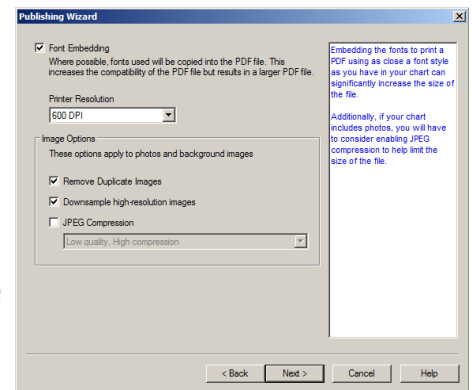 Publishing Wizard
Font Embedding
Where possible, fonts used will be copied into the PDF file. This
increases the compatibility of the PDF file but results in a larger PDF file.
Printer Resolution
600 DPI
Image Options
These options apply to photos and background images
Remove Duplicate Images
Downsample high-resolution images
JPEG Compression
Low quality, High compression
Embedding the fonts to print a
PDF using as close a font style
as you have in your chart can
significantly increase the size of
the file.
Additionally, if your chart
includes photos, you will have
to consider enabling JPEG
compression to help limit the
size of the file.
< Back
Next >
Cancel
Help